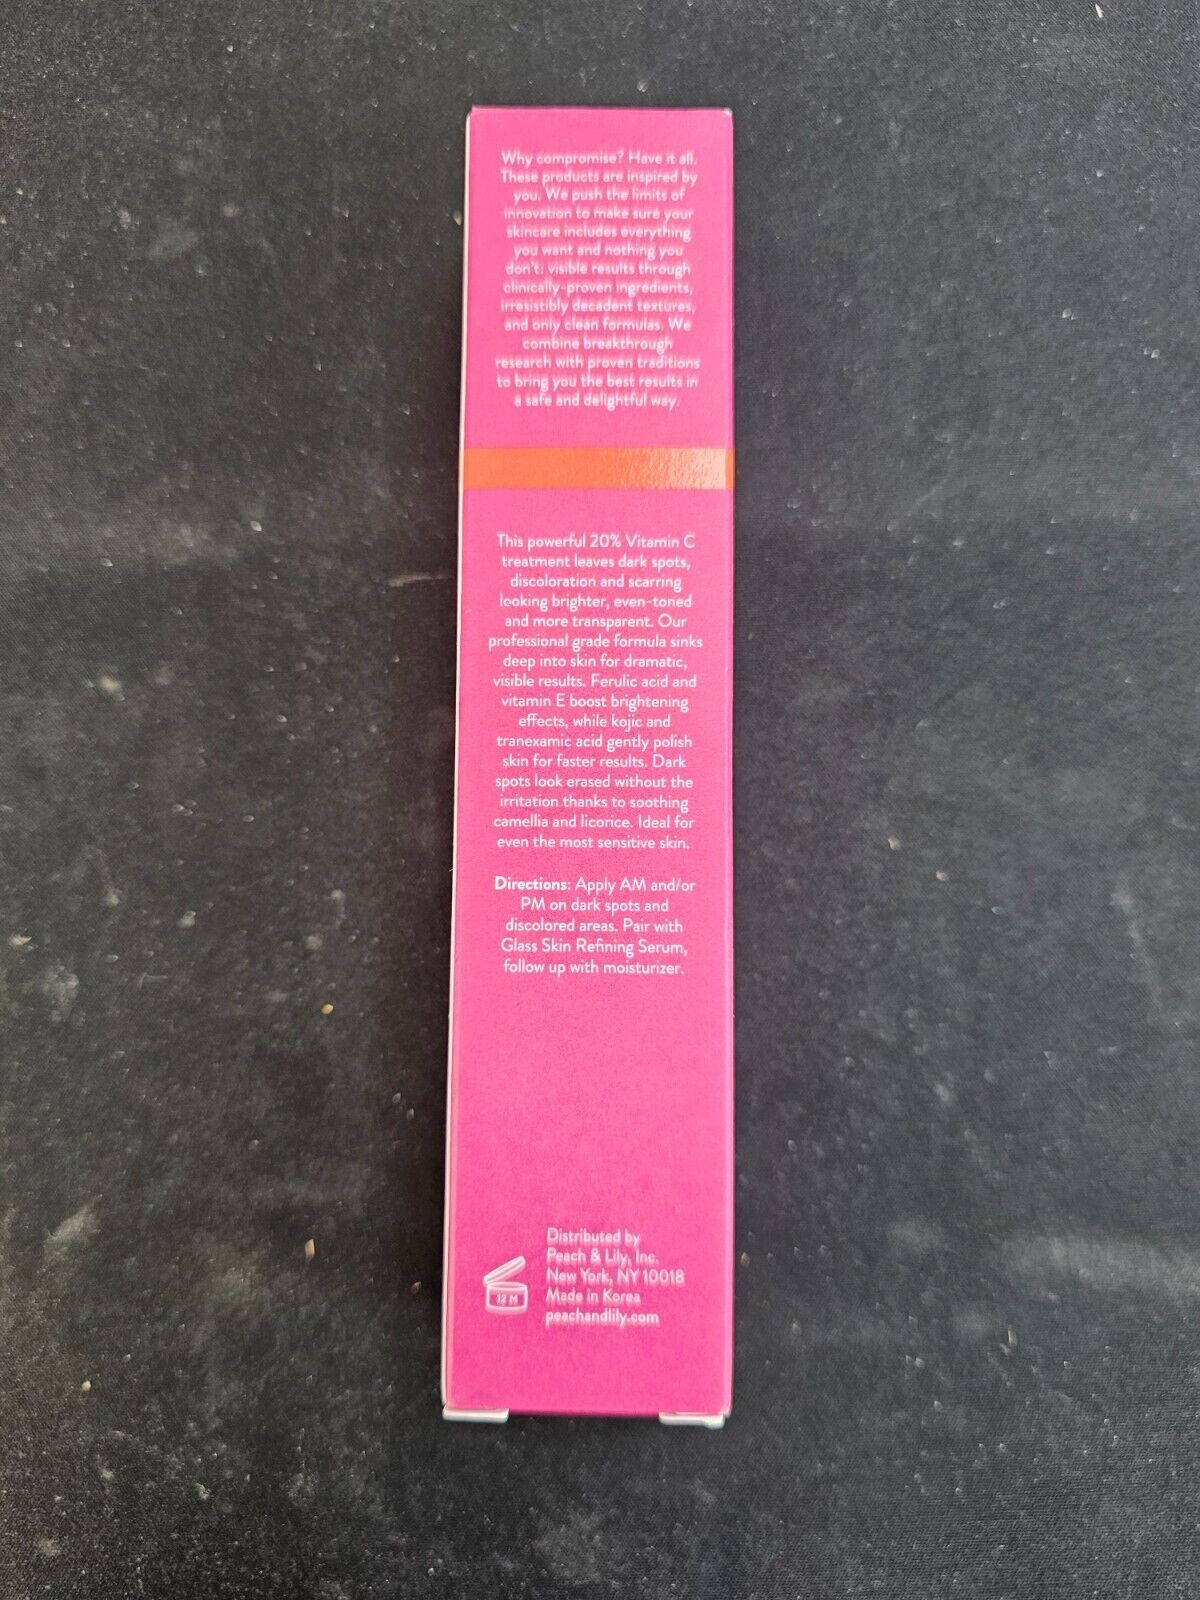 Why compromise? Have it all.
These products are inspired by
you. We push the limits of
innovation to make sure your
skincare includes everything
you want and nothing you
don't: visible results through
clinically-proven ingredients,
irresistibly decadent textures,
and only clean formulas. We
combine breakthrough
research with proven traditions
to bring you the best results in
a safe and delightful way.
This powerful 20% Vitamin C
treatment leaves dark spots,
discoloration and scarring
looking brighter, even-toned
and more transparent. Our
professional grade formula sinks
deep into skin for dramatic,
visible results. Ferulic acid and
vitamin E boost brightening
effects, while kojic and
tranexamic acid gently polish
skin for faster results. Dark
spots look erased without the
irritation thanks to soothing
camellia and licorice. Ideal for
even the most sensitive skin.
Directions: Apply AM and/or
PM on dark spots and
discolored areas. Pair with
Glass Skin Refining Serum,
follow up with moisturizer.
12 M
Distributed by
Peach & Lily, Inc.
New York, NY 10018
Made in Korea
peachandlily.com